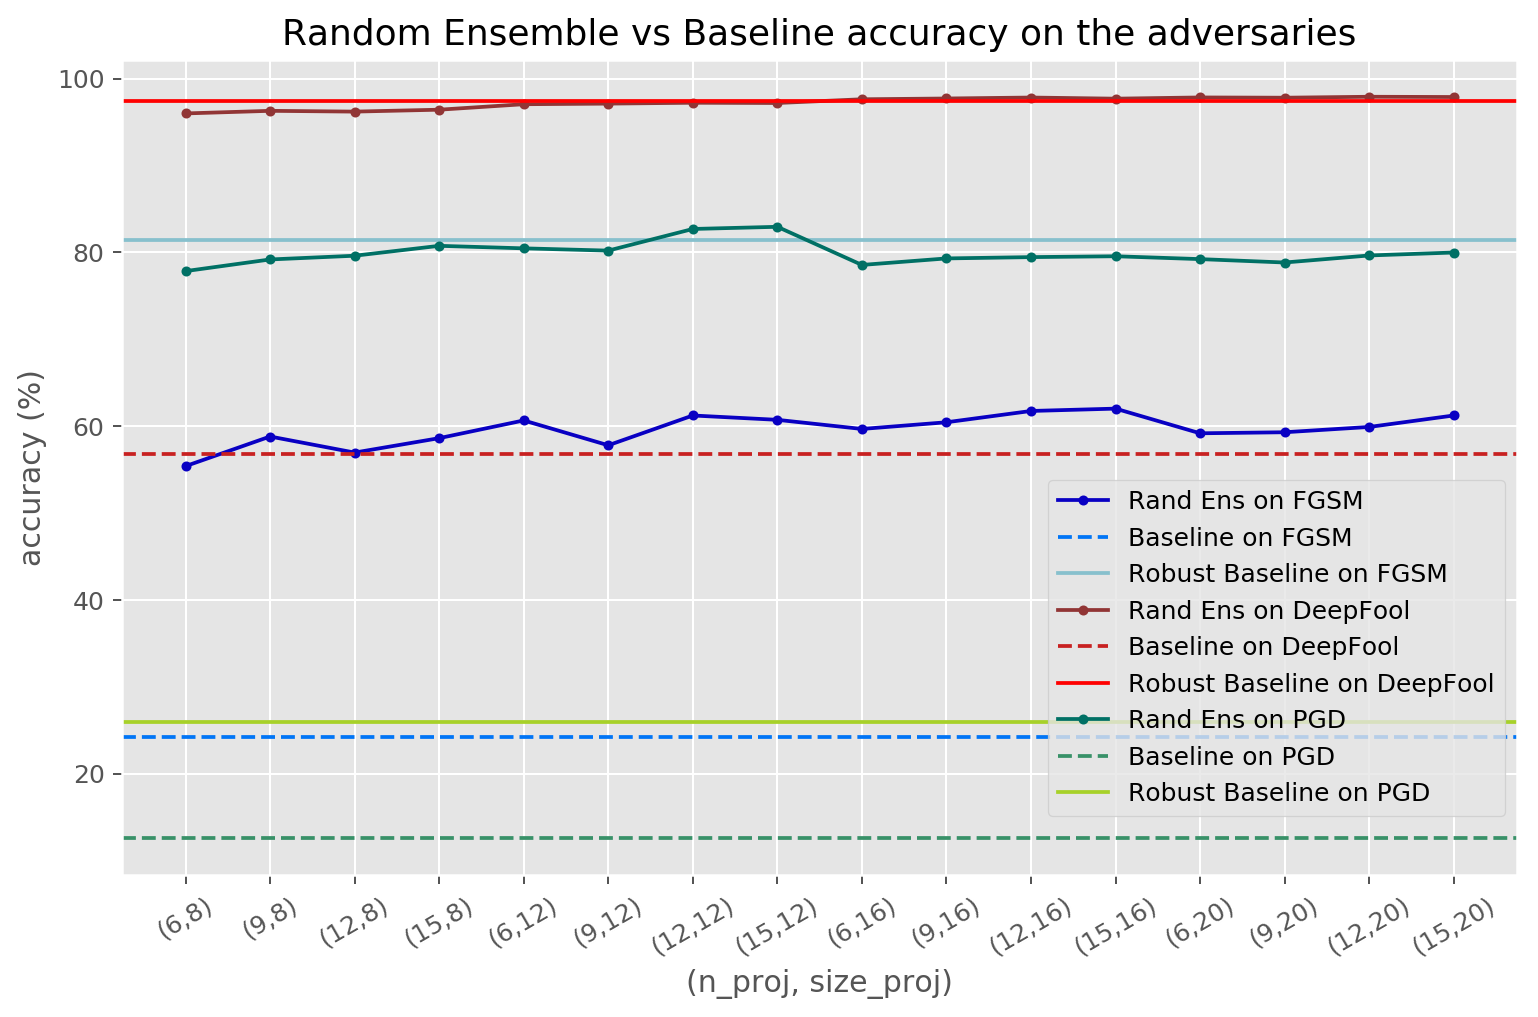 Random Ensemble vs Baseline accuracy on the adversaries
100
80
60
40
20
accuracy (%)
Rand Ens on FGSM
Baseline on FGSM
Robust Baseline on FGSM
Rand Ens on DeepFool
Baseline on DeepFool
Robust Baseline on DeepFool
Rand Ens on PGD
Baseline on PGD
Robust Baseline on PGD
(6,8) (9,8) (12,8) (15,8) (6,12) (9,12) (12,12) (15,12) (6,16) (9,16) (12,16) (15,16) (6,20) (9,20) (12,20) (15,20)
(n_proj, size_proj)